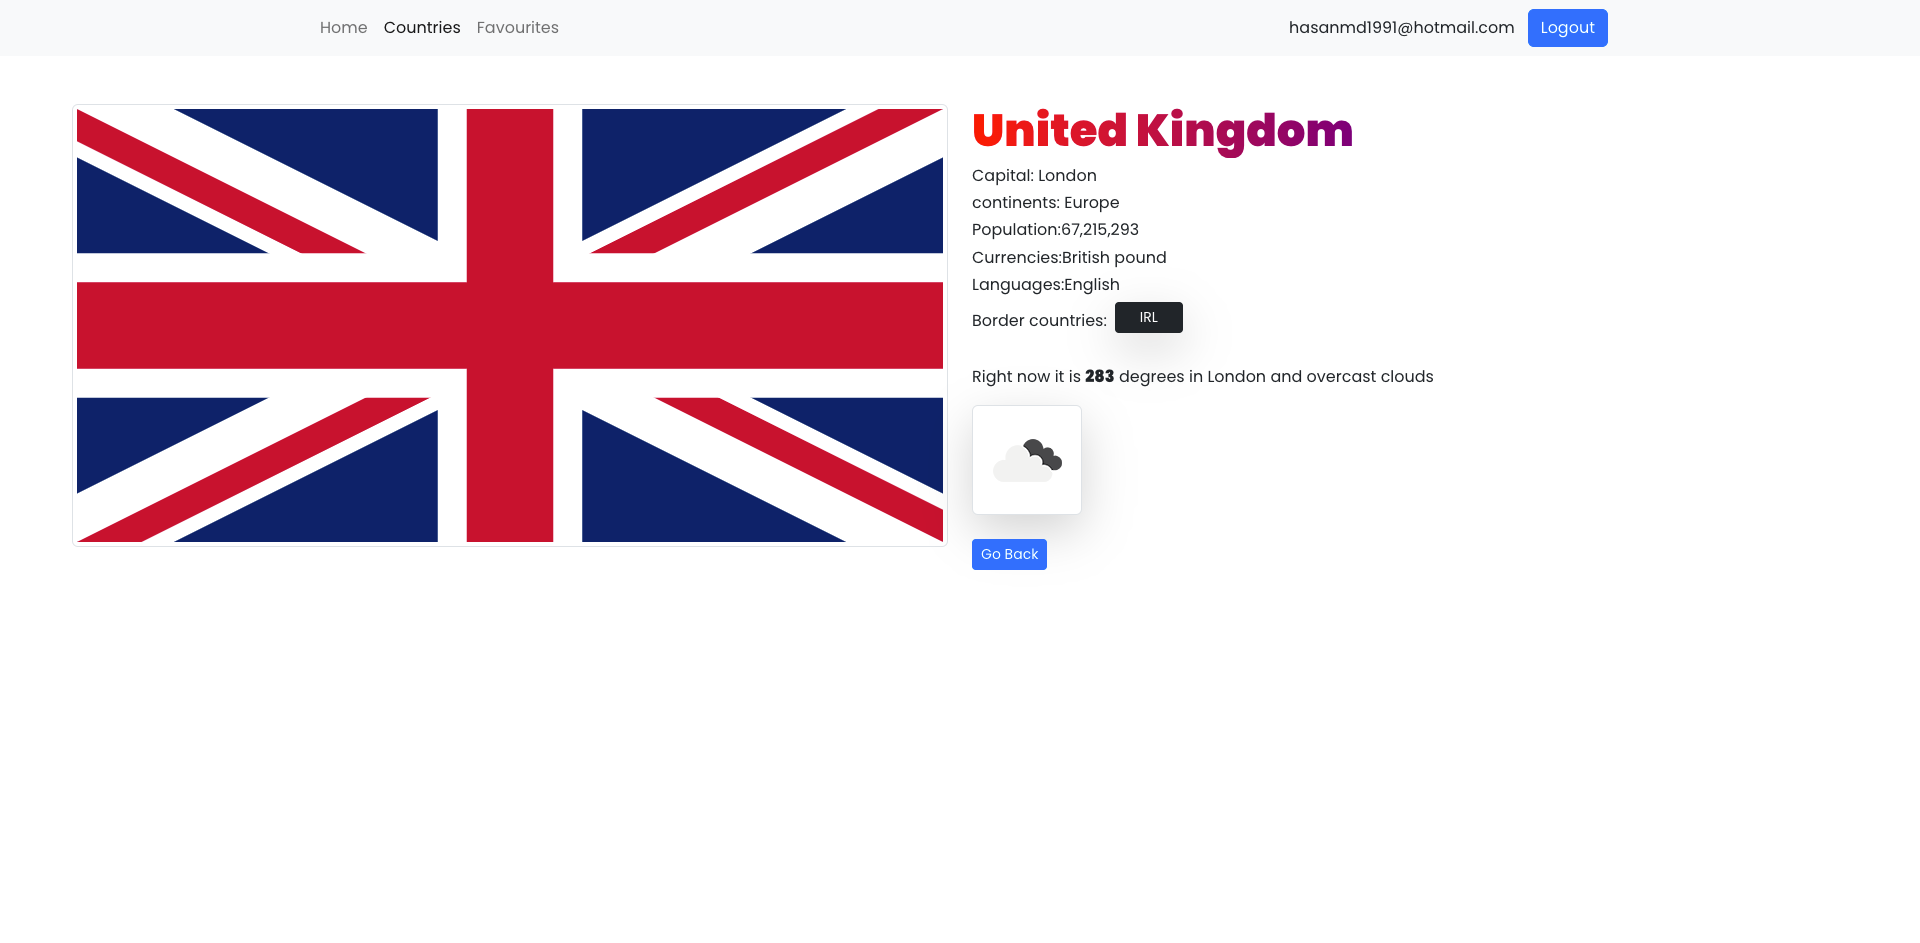 Home Countries Favourites hasanmd1991@hotmail.com Logout
United Kingdom
Capital: London
continents: Europe
Population:67,215,293
Currencies:British pound
Languages:English
Border countries: IRL
Right now it is 283 degrees in London and overcast clouds
Go Back